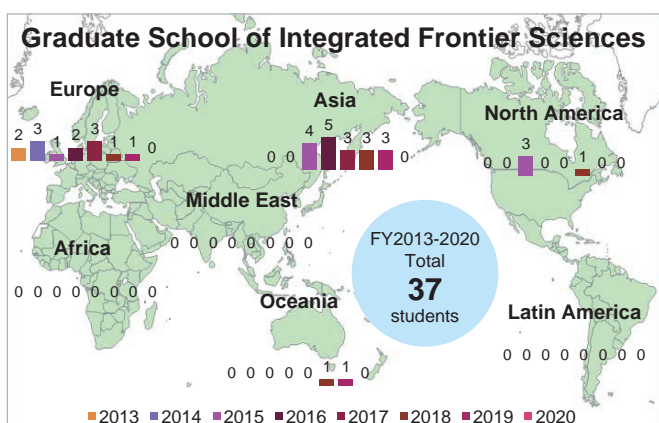 Graduate School of Integrated Frontier Sciences
Europe
2 3 1 2 3 1 1 0
Asia
0 0 4 5 3 3 3 0
North America
0 0 3 0 0 1 0 0
Middle East
0 0 0 0 0 0 0 0
Africa
0 0 0 0 0 0 0 0
FY2013-2020
Total
37
students
Oceania
0 0 0 0 0 1 1 0
Latin America
0 0 0 0 0 0 0 0
2013 2014 2015 2016 2017 2018 2019 2020